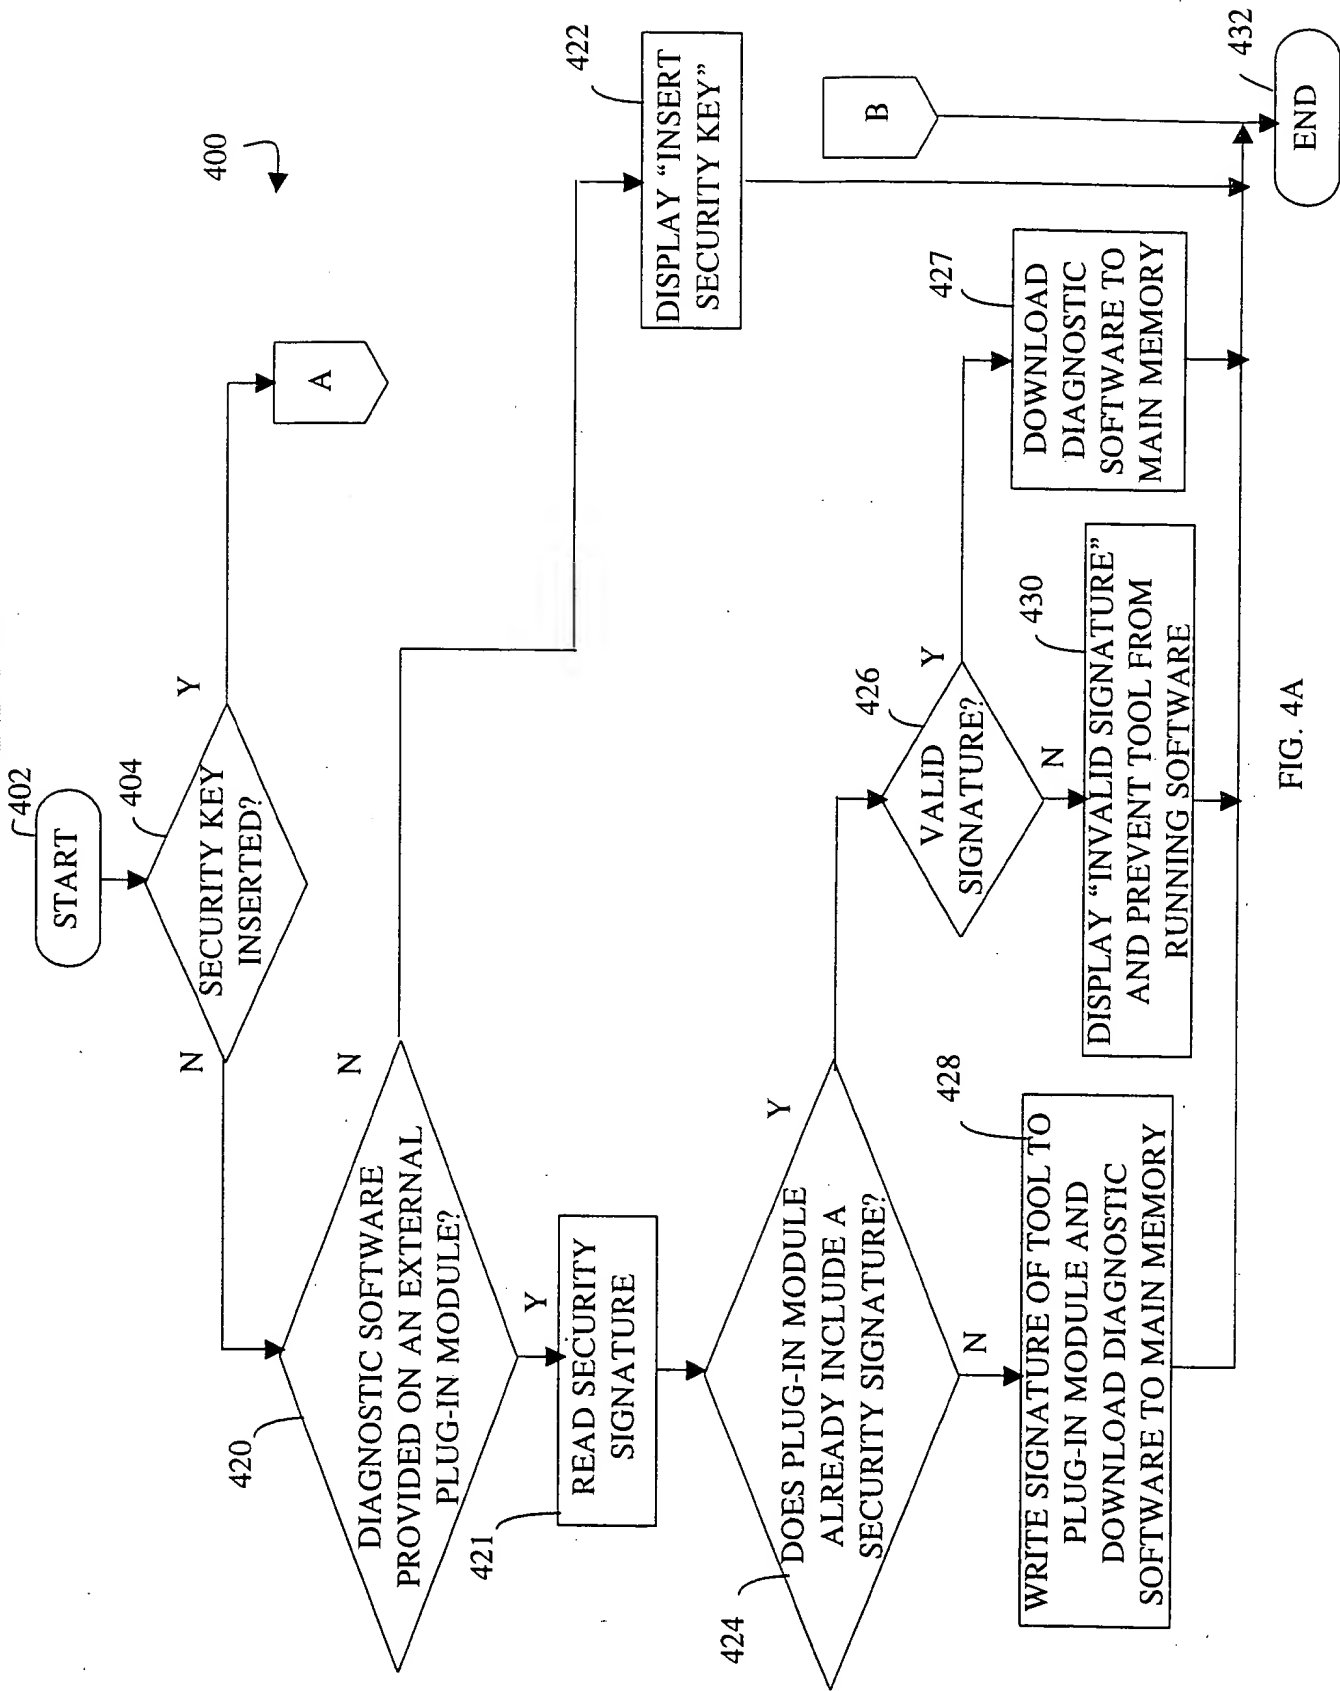 400
402
START
404
SECURITY KEY
INSERTED?
N
Y
A
420
DIAGNOSTIC SOFTWARE
PROVIDED ON AN EXTERNAL
PLUG-IN MODULE?
N
Y
422
DISPLAY “INSERT
SECURITY KEY”
421
READ SECURITY
SIGNATURE
424
DOES PLUG-IN MODULE
ALREADY INCLUDE A
SECURITY SIGNATURE?
Y
N
426
VALID
SIGNATURE?
Y
N
B
428
WRITE SIGNATURE OF TOOL TO
PLUG-IN MODULE AND
DOWNLOAD DIAGNOSTIC
SOFTWARE TO MAIN MEMORY
430
DISPLAY “INVALID SIGNATURE”
AND PREVENT TOOL FROM
RUNNING SOFTWARE
427
DOWNLOAD
DIAGNOSTIC
SOFTWARE TO
MAIN MEMORY
432
END
FIG. 4A